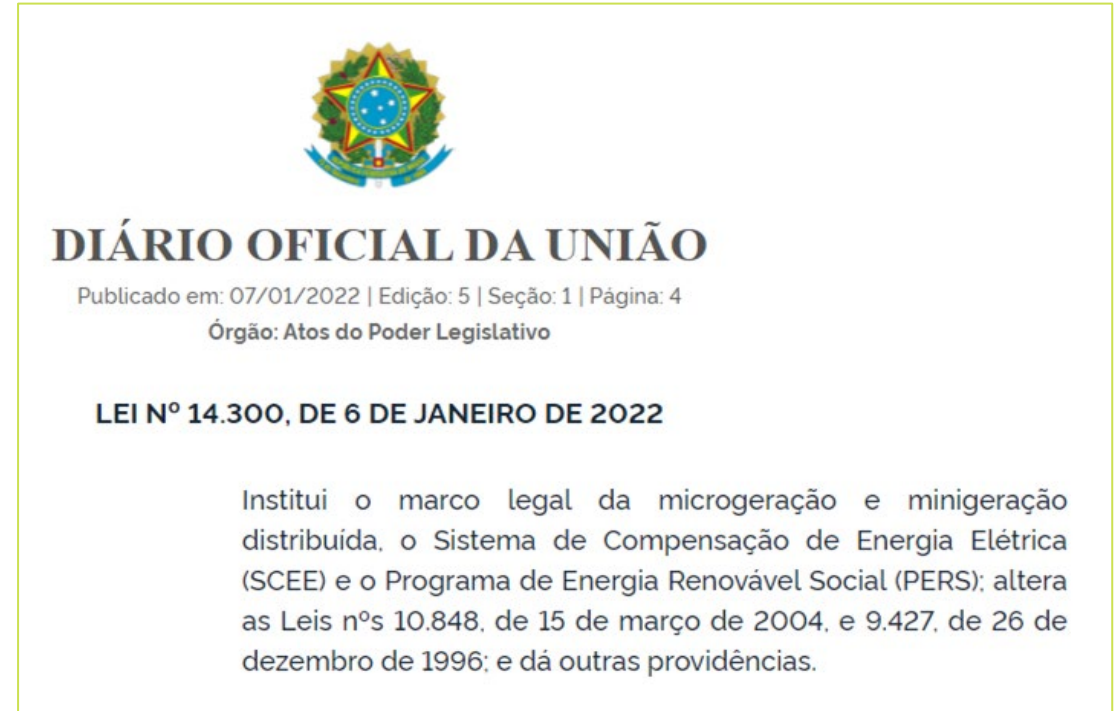 DIÁRIO OFICIAL DA UNIÃO
Publicado em: 07/01/2022 | Edição: 5 | Seção: 1 | Página: 4
Órgão: Atos do Poder Legislativo
LEI Nº 14.300, DE 6 DE JANEIRO DE 2022
Institui o marco legal da microgeração e minigeração
distribuída, o Sistema de Compensação de Energia Elétrica
(SCEE) e o Programa de Energia Renovável Social (PERS); altera
as Leis nºs 10.848, de 15 de março de 2004, e 9.427, de 26 de
dezembro de 1996; e dá outras providências.